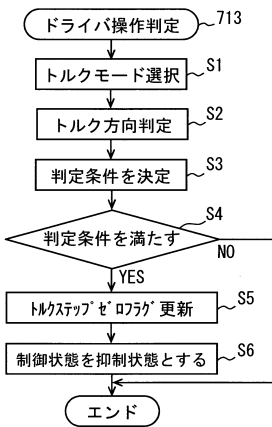 ドライバ操作判定
713
トルクモード選択
S1
トルク方向判定
S2
判定条件を決定
S3
判定条件を満たす
S4
NO
YES
ﾄﾙｸｽﾃｯﾌﾟｾﾞﾛﾌﾗｸﾞ更新
S5
制御状態を抑制状態とする
S6
エンド